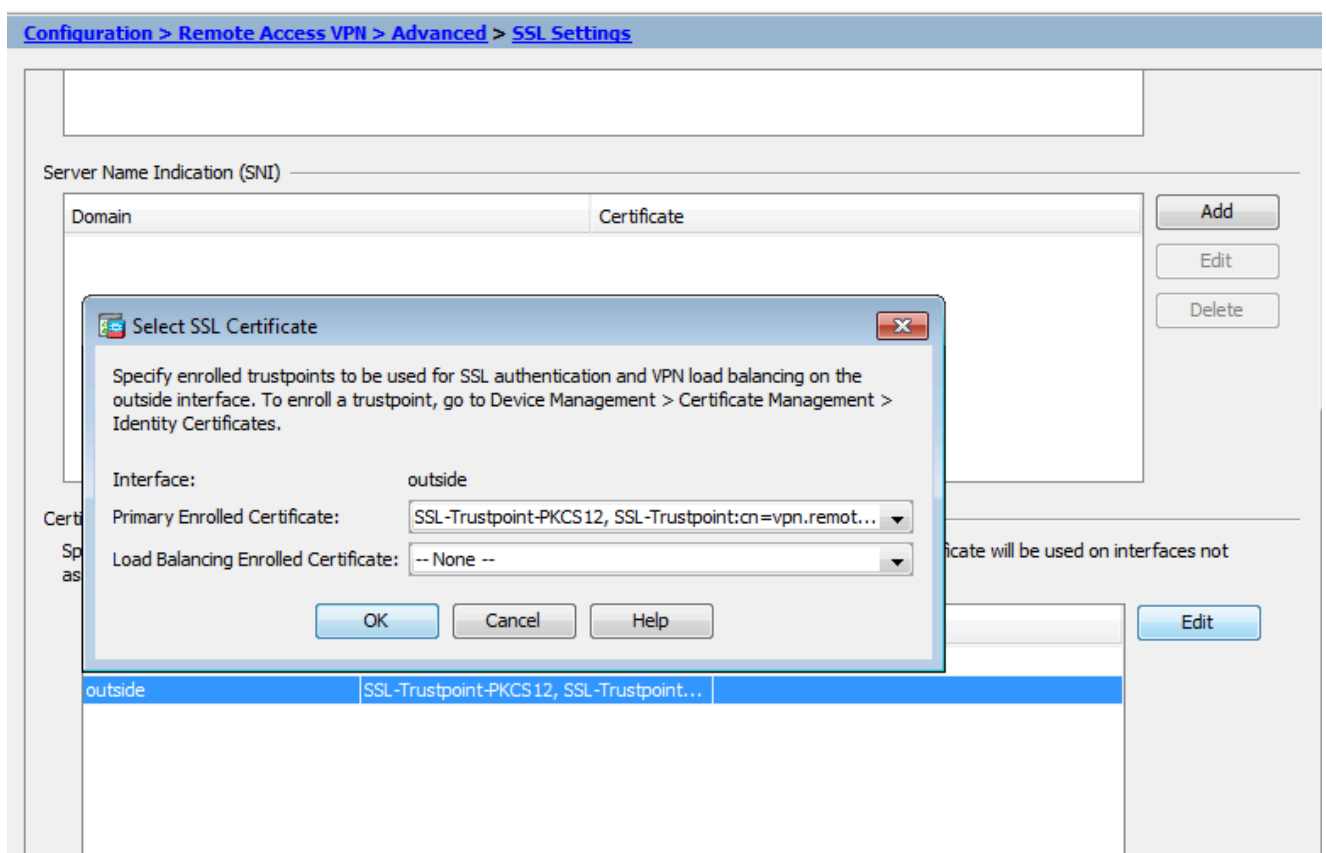 Configuration > Remote Access VPN > Advanced > SSL Settings
Server Name Indication (SNI)
Domain Certificate
Add
Edit
Delete
Select SSL Certificate
Specify enrolled trustpoints to be used for SSL authentication and VPN load balancing on the
outside interface. To enroll a trustpoint, go to Device Management > Certificate Management >
Identity Certificates.
Interface: outside
Primary Enrolled Certificate: SSL-Trustpoint-PKCS12, SSL-Trustpoint:cn=vpn.remot...
Load Balancing Enrolled Certificate: -- None --
OK Cancel Help
Certi
Sp ficate will be used on interfaces not
as
Edit
outside SSL-Trustpoint-PKCS12, SSL-Trustpoint...